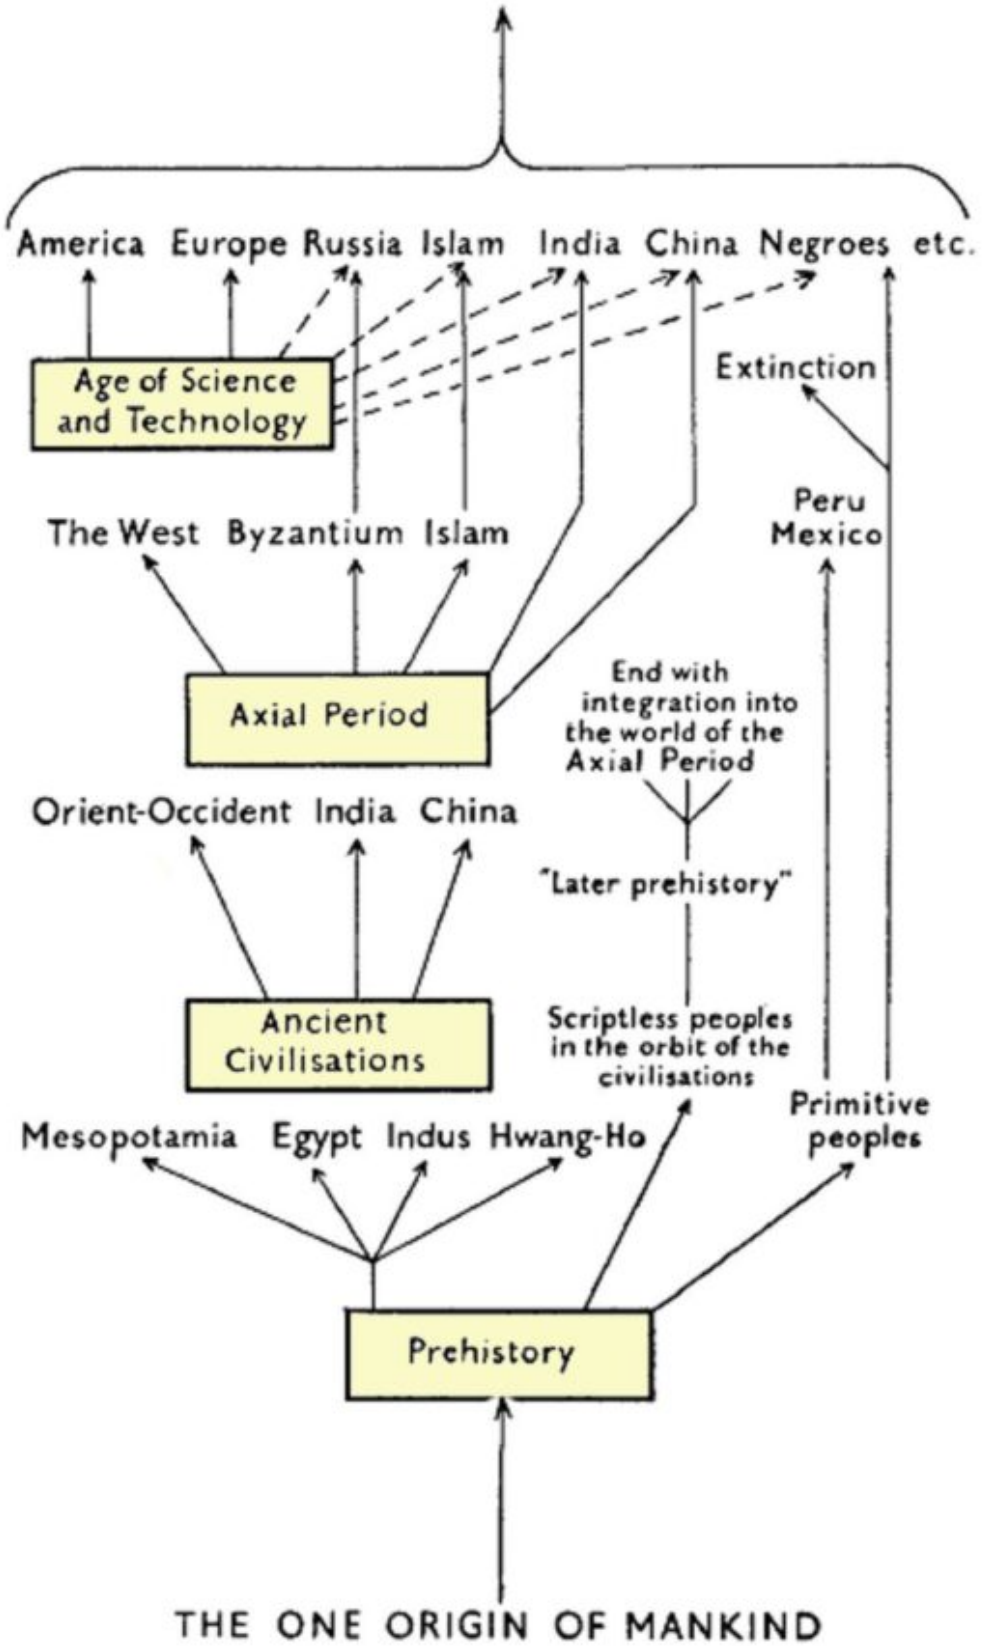 America Europe Russia Islam India China Negroes etc.
Age of Science
and Technology
Extinction
The West Byzantium Islam
Peru
Mexico
Axial Period
End with
integration into
the world of the
Axial Period
Orient-Occident India China
"Later prehistory"
Ancient
Civilisations
Scriptless peoples
in the orbit of the
civilisations
Primitive
peoples
Mesopotamia Egypt Indus Hwang-Ho
Prehistory
THE ONE ORIGIN OF MANKIND